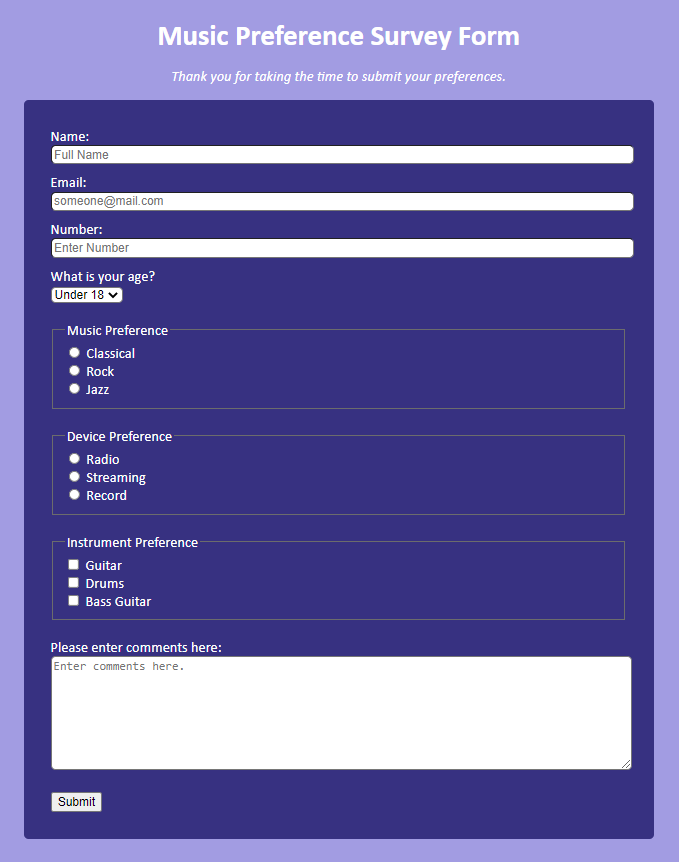 Music Preference Survey Form
Thank you for taking the time to submit your preferences.
Name:
Full Name
Email:
someone@mail.com
Number:
Enter Number
What is your age?
Under 18
Music Preference
Classical
Rock
Jazz
Device Preference
Radio
Streaming
Record
Instrument Preference
Guitar
Drums
Bass Guitar
Please enter comments here:
Enter comments here.
Submit